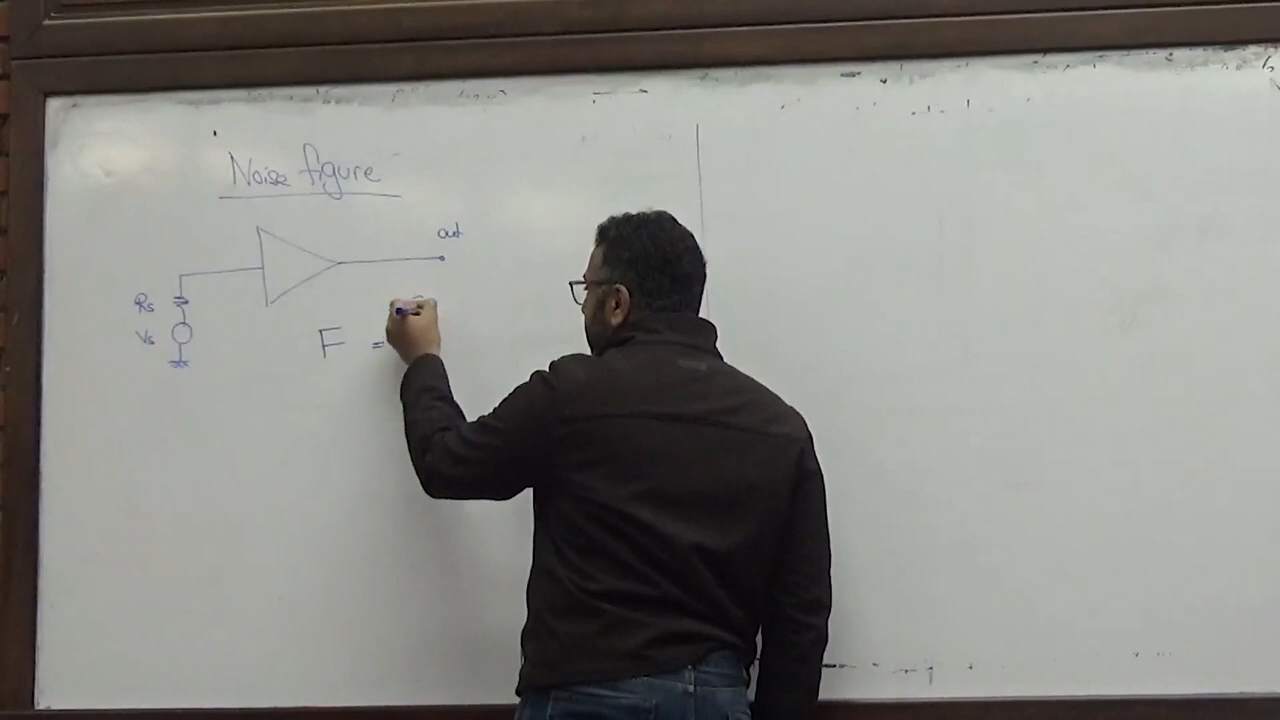 Noise figure
out
Rs
Vs
F =